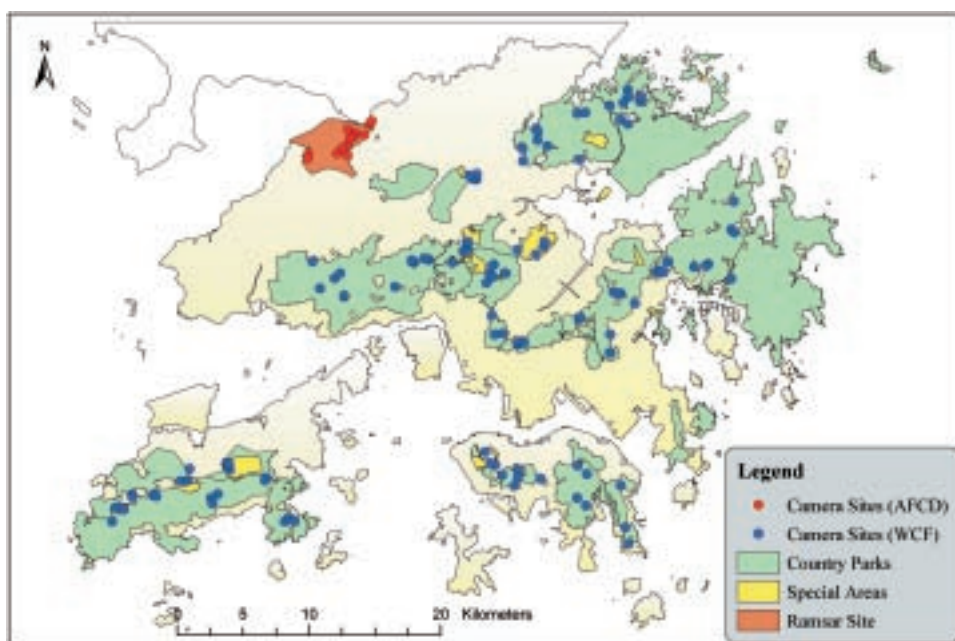 N
Legend
Camera Sites (AFCD)
Camera Sites (WCF)
Country Parks
Special Areas
Ramsar Site
0 5 10 20 Kilometers